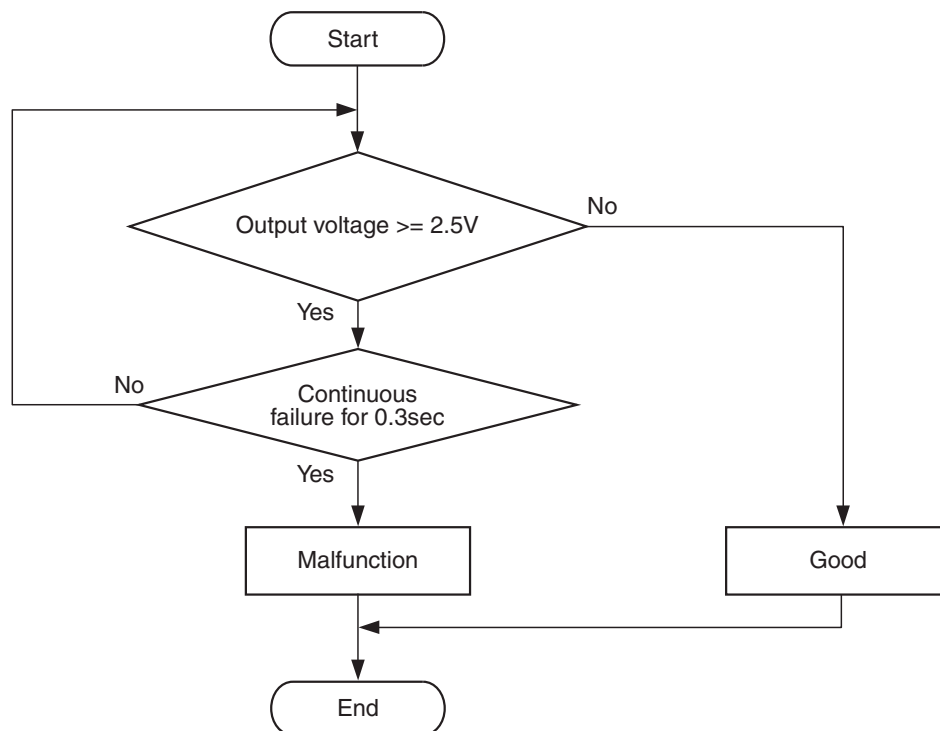 Start
Output voltage >= 2.5V
No
Yes
No
Continuous
failure for 0.3sec
Yes
Malfunction
Good
End